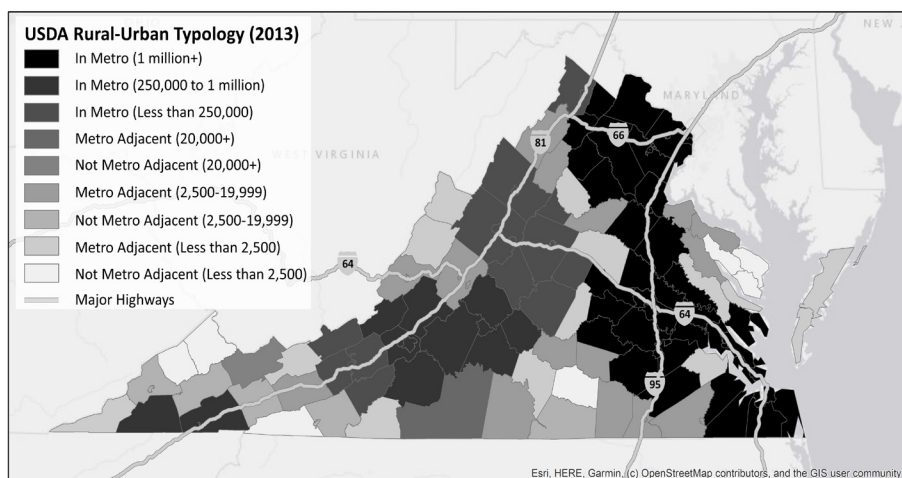 USDA Rural-Urban Typology (2013)
In Metro (1 million+)
In Metro (250,000 to 1 million)
In Metro (Less than 250,000)
Metro Adjacent (20,000+)
Not Metro Adjacent (20,000+)
Metro Adjacent (2,500-19,999)
Not Metro Adjacent (2,500-19,999)
Metro Adjacent (Less than 2,500)
Not Metro Adjacent (Less than 2,500)
Major Highways
NEW
MARYLAND
WEST VIRGINIA
81
66
64
64
95
Esri, HERE, Garmin, (c) OpenStreetMap contributors, and the GIS user community